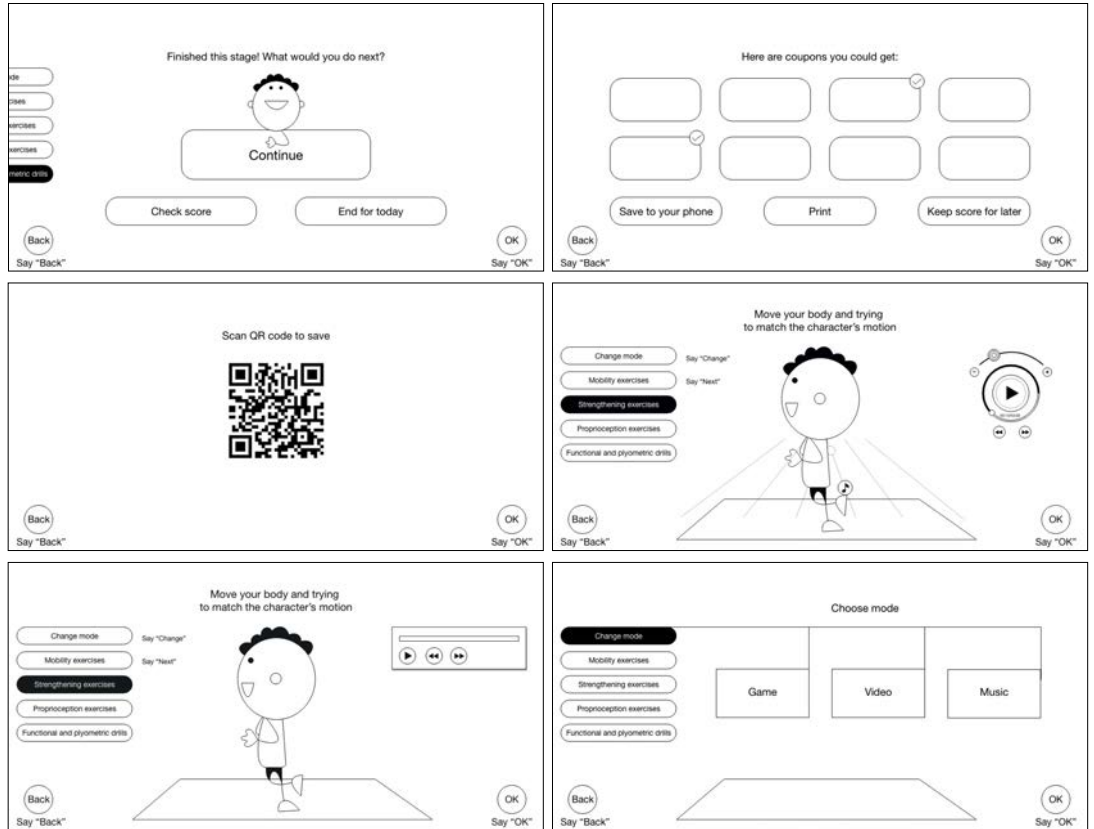 Finished this stage! What would you do next?
ode
cises
xercises
xercises
metric drills
Continue
Check score
End for today
Back
OK
Say “Back”
Say “OK”
Here are coupons you could get:
Save to your phone
Print
Keep score for later
Back
OK
Say “Back”
Say “OK”
Scan QR code to save
Back
OK
Say “Back”
Say “OK”
Move your body and trying
to match the character’s motion
Change mode
Say “Change”
Mobility exercises
Say “Next”
Strengthening exercises
Proprioception exercises
Functional and plyometric drills
Back
OK
Say “Back”
Say “OK”
Move your body and trying
to match the character’s motion
Change mode
Say “Change”
Mobility exercises
Say “Next”
Strengthening exercises
Proprioception exercises
Functional and plyometric drills
Back
OK
Say “Back”
Say “OK”
Choose mode
Change mode
Mobility exercises
Strengthening exercises
Proprioception exercises
Functional and plyometric drills
Game
Video
Music
Back
OK
Say “Back”
Say “OK”